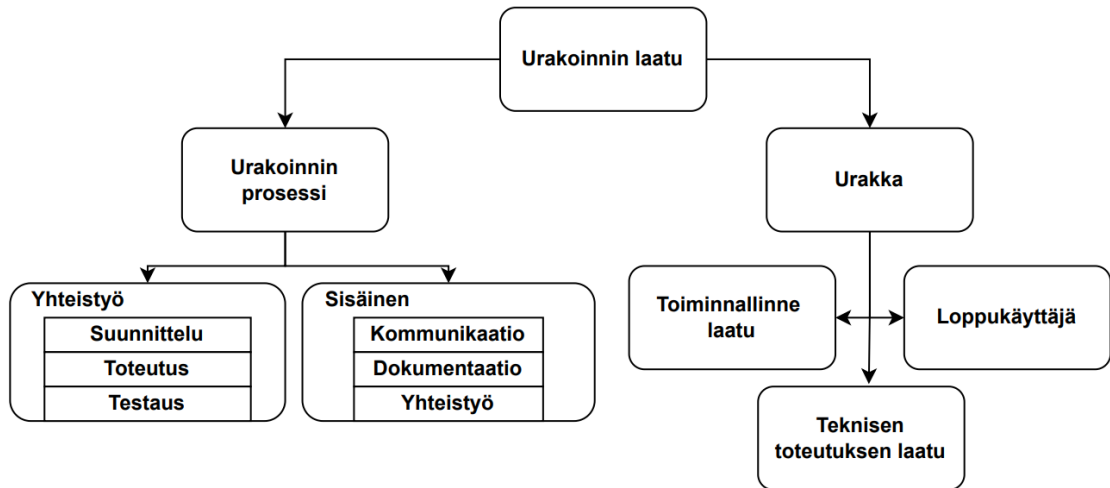 Urakoinnin laatu
Urakoinnin
prosessi
Urakka
Yhteistyö
Suunnittelu
Toteutus
Testaus
Sisäinen
Kommunikaatio
Dokumentaatio
Yhteistyö
Toiminnallinne
laatu
Loppukäyttäjä
Teknisen
toteutuksen laatu